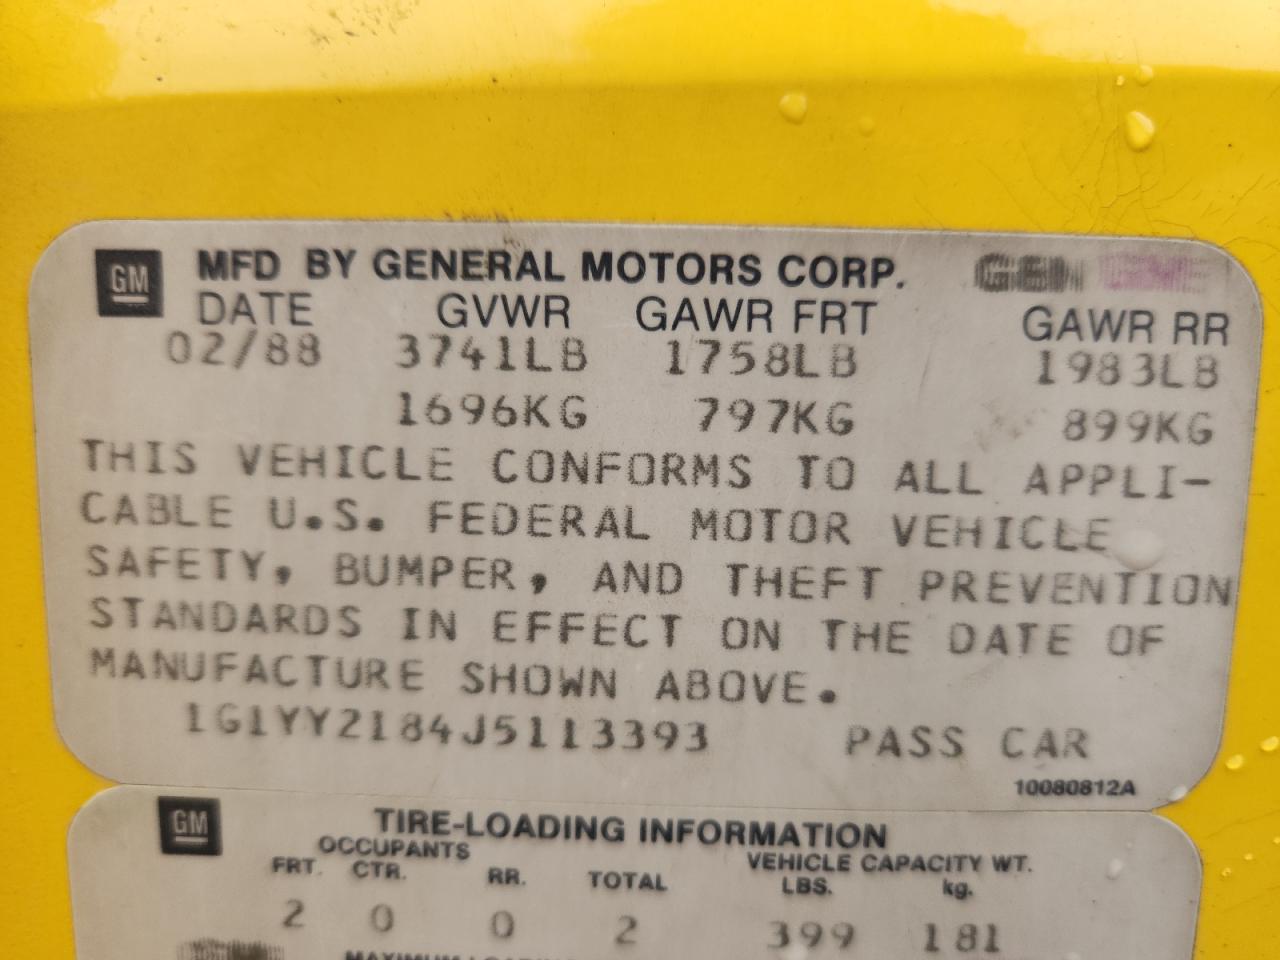 GM MFD BY GENERAL MOTORS CORP.
DATE GVWR GAWR FRT GAWR RR
02/88 3741LB 1758LB 1983LB
1696KG 797KG 899KG
THIS VEHICLE CONFORMS TO ALL APPLI-
CABLE U.S. FEDERAL MOTOR VEHICLE
SAFETY, BUMPER, AND THEFT PREVENTION
STANDARDS IN EFFECT ON THE DATE OF
MANUFACTURE SHOWN ABOVE.
1G1YY2184J5113393 PASS CAR
10080812A
GM TIRE-LOADING INFORMATION
OCCUPANTS VEHICLE CAPACITY WT.
FRT. CTR. RR. TOTAL LBS. kg.
2 0 0 2 399 181